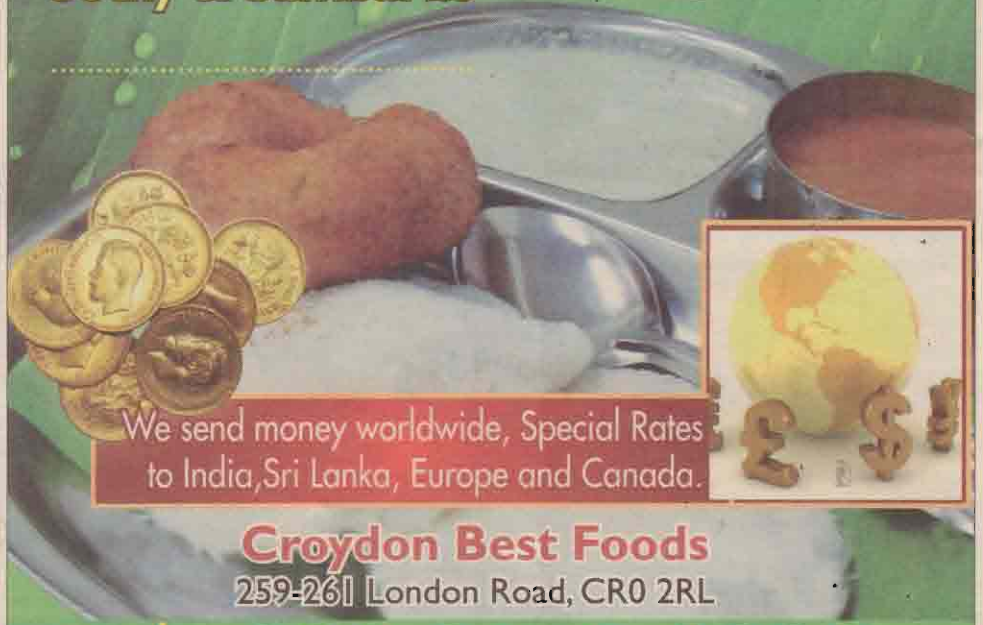 We send money worldwide, Special Rates
to India,Sri Lanka, Europe and Canada.
Croydon Best Foods
259-261 London Road, CR0 2RL